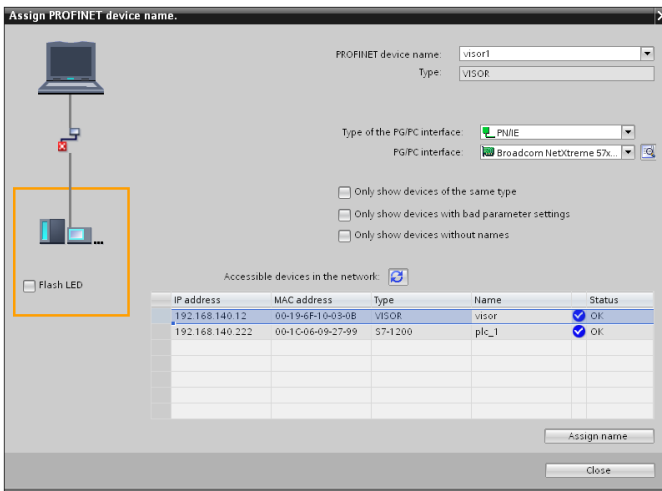 Assign PROFINET device name.
PROFINET device name: visor1
Type: VISOR
Type of the PG/PC interface: PN/IE
PG/PC interface: Broadcom NetXtreme 57x...
Only show devices of the same type
Only show devices with bad parameter settings
Only show devices without names
...
Flash LED
Accessible devices in the network:
IP address MAC address Type Name Status
192.168.140.12 00-19-6F-10-03-0B VISOR visor OK
192.168.140.222 00-1C-06-09-27-99 S7-1200 plc_1 OK
Assign name
Close